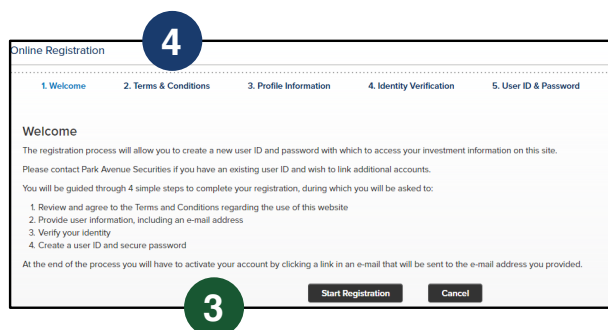 4
Online Registration
1. Welcome 2. Terms & Conditions 3. Profile Information 4. Identity Verification 5. User ID & Password
Welcome
The registration process will allow you to create a new user ID and password with which to access your investment information on this site.
Please contact Park Avenue Securities if you have an existing user ID and wish to link additional accounts.
You will be guided through 4 simple steps to complete your registration, during which you will be asked to:
1. Review and agree to the Terms and Conditions regarding the use of this website
2. Provide user information, including an e-mail address
3. Verify your identity
4. Create a user ID and secure password
At the end of the process you will have to activate your account by clicking a link in an e-mail that will be sent to the e-mail address you provided.
Start Registration Cancel
3